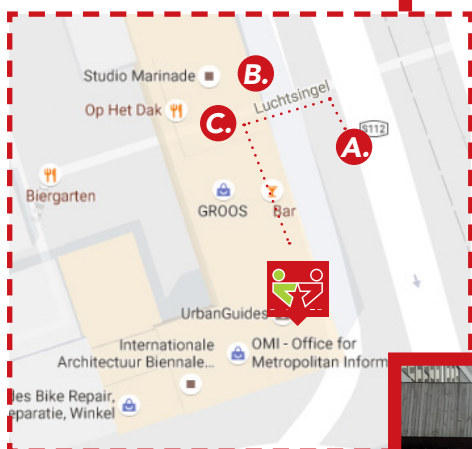 Studio Marinade
B.
Luchtsingel
Op Het Dak
C.
S112
A.
Biergarten
GROOS
Bar
UrbanGuides
Internationale
Architectuur Biennale...
OMI - Office for
Metropolitan Inform
les Bike Repair,
eparatie, Winkel